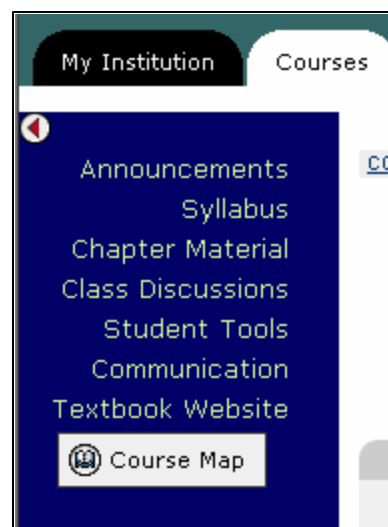 My Institution
Courses
Announcements
Syllabus
Chapter Material
Class Discussions
Student Tools
Communication
Textbook Website
Course Map